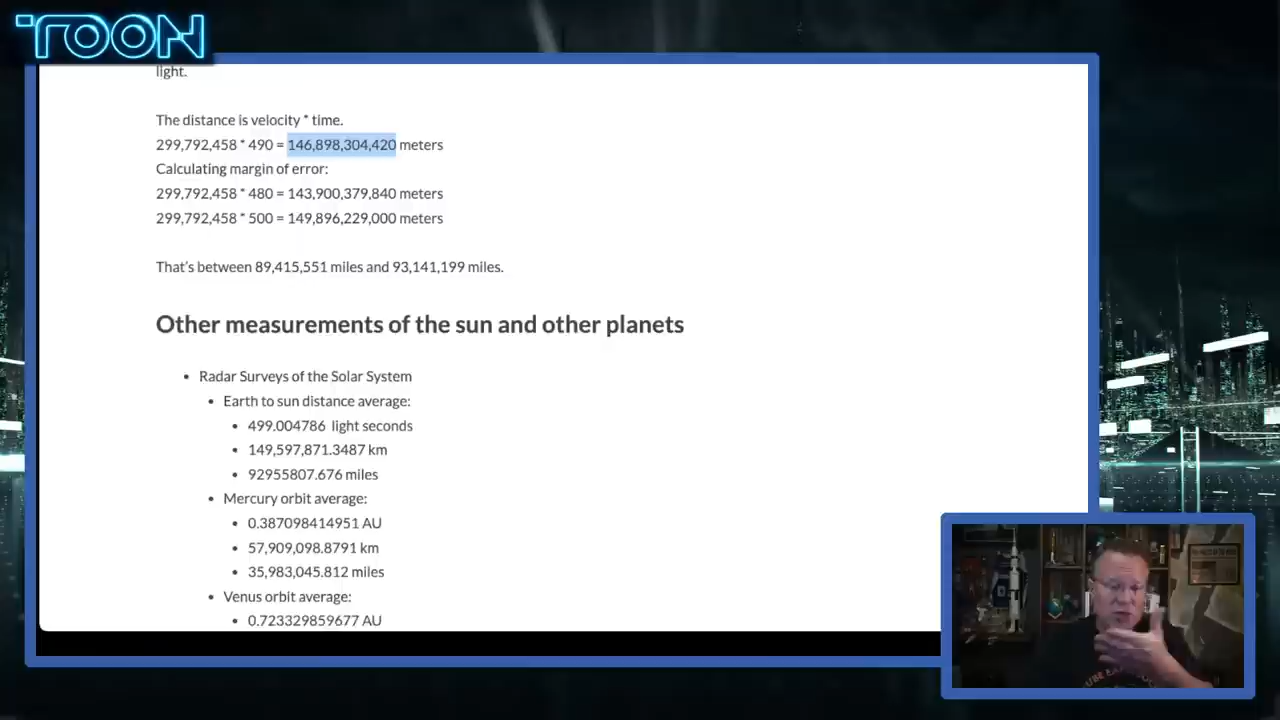 TOON
light.
The distance is velocity * time.
299,792,458 * 490 = 146,898,304,420 meters
Calculating margin of error:
299,792,458 * 480 = 143,900,379,840 meters
299,792,458 * 500 = 149,896,229,000 meters
That's between 89,415,551 miles and 93,141,199 miles.
Other measurements of the sun and other planets
• Radar Surveys of the Solar System
• Earth to sun distance average:
• 499.004786 light seconds
• 149,597,871.3487 km
• 92955807.676 miles
• Mercury orbit average:
• 0.387098414951 AU
• 57,909,098.8791 km
• 35,983,045.812 miles
• Venus orbit average:
• 0.723329859677 AU